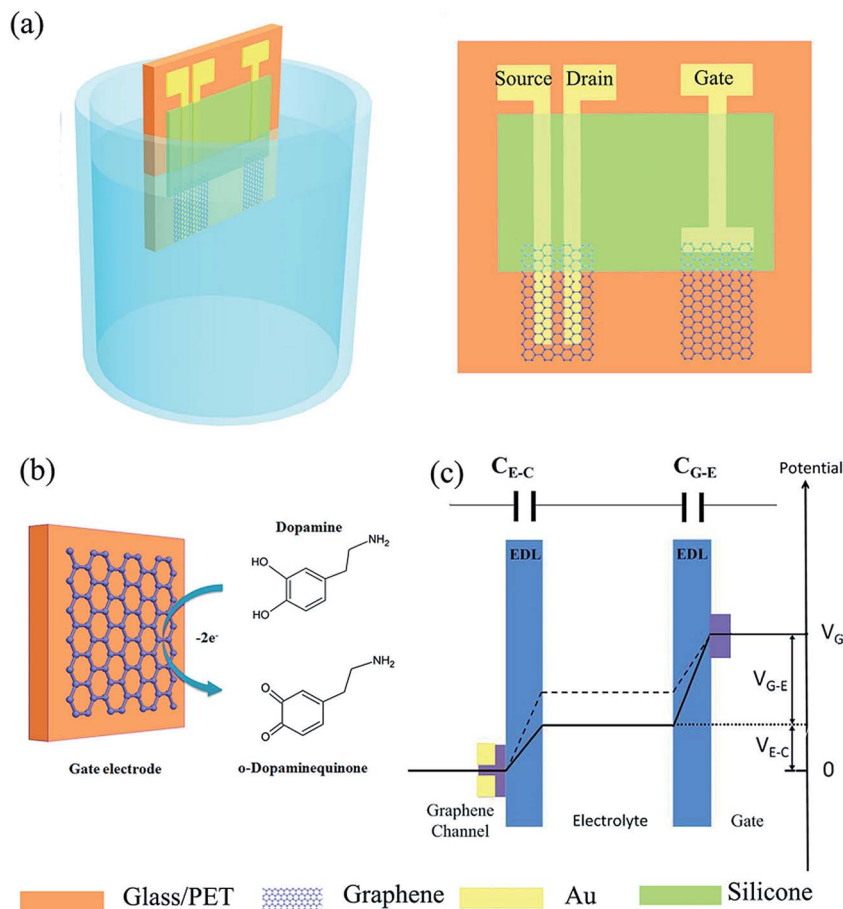 (a)
Source Drain Gate
(b)
Dopamine
HO
HO
NH2
-2e-
O
O
NH2
Gate electrode
o-Dopaminequinone
(c)
CE-C
CG-E
Potential
EDL
EDL
VG
VG-E
VE-C
0
Graphene
Channel
Electrolyte
Gate
Glass/PET Graphene Au Silicone